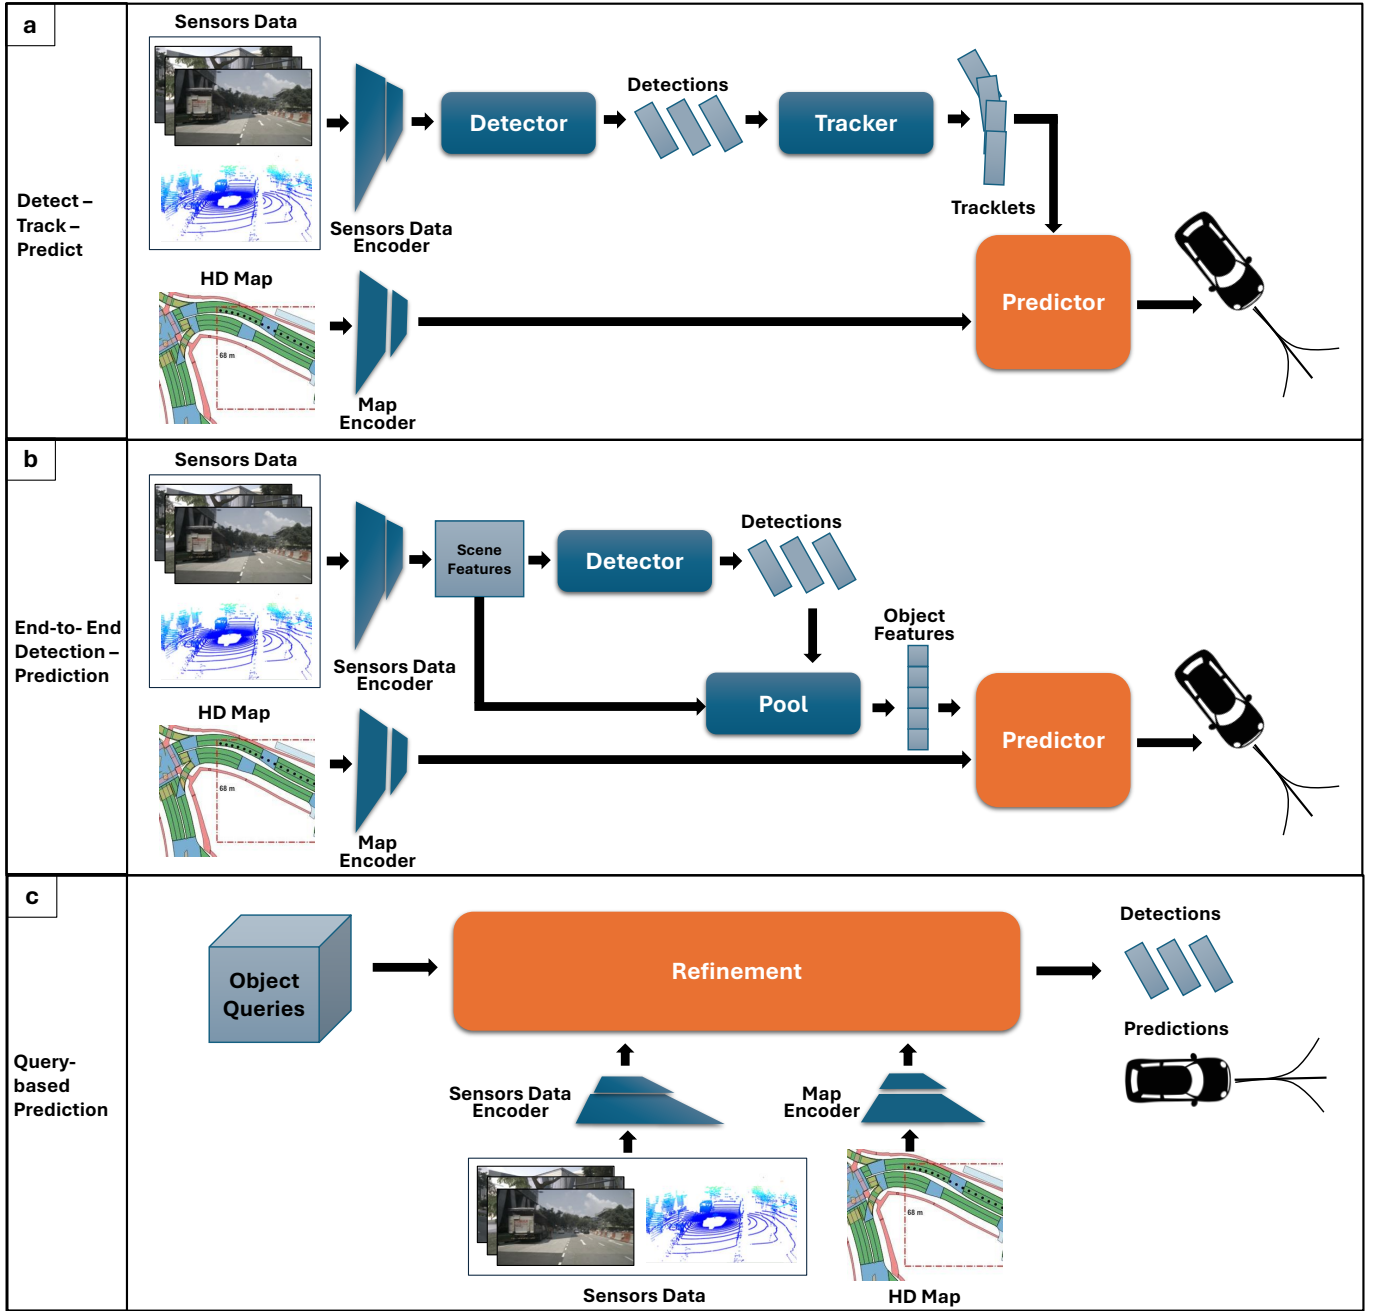 a
Detect –
Track –
Predict
Sensors Data
Sensors Data
Encoder
Detector
Detections
Tracker
Tracklets
HD Map
68 m
Map
Encoder
Predictor
b
End-to- End
Detection –
Prediction
Sensors Data
Sensors Data
Encoder
Scene
Features
Detector
Detections
Pool
Object
Features
HD Map
68 m
Map
Encoder
Predictor
c
Query-
based
Prediction
Object
Queries
Refinement
Detections
Predictions
Sensors Data
Encoder
Map
Encoder
68 m
Sensors Data
HD Map